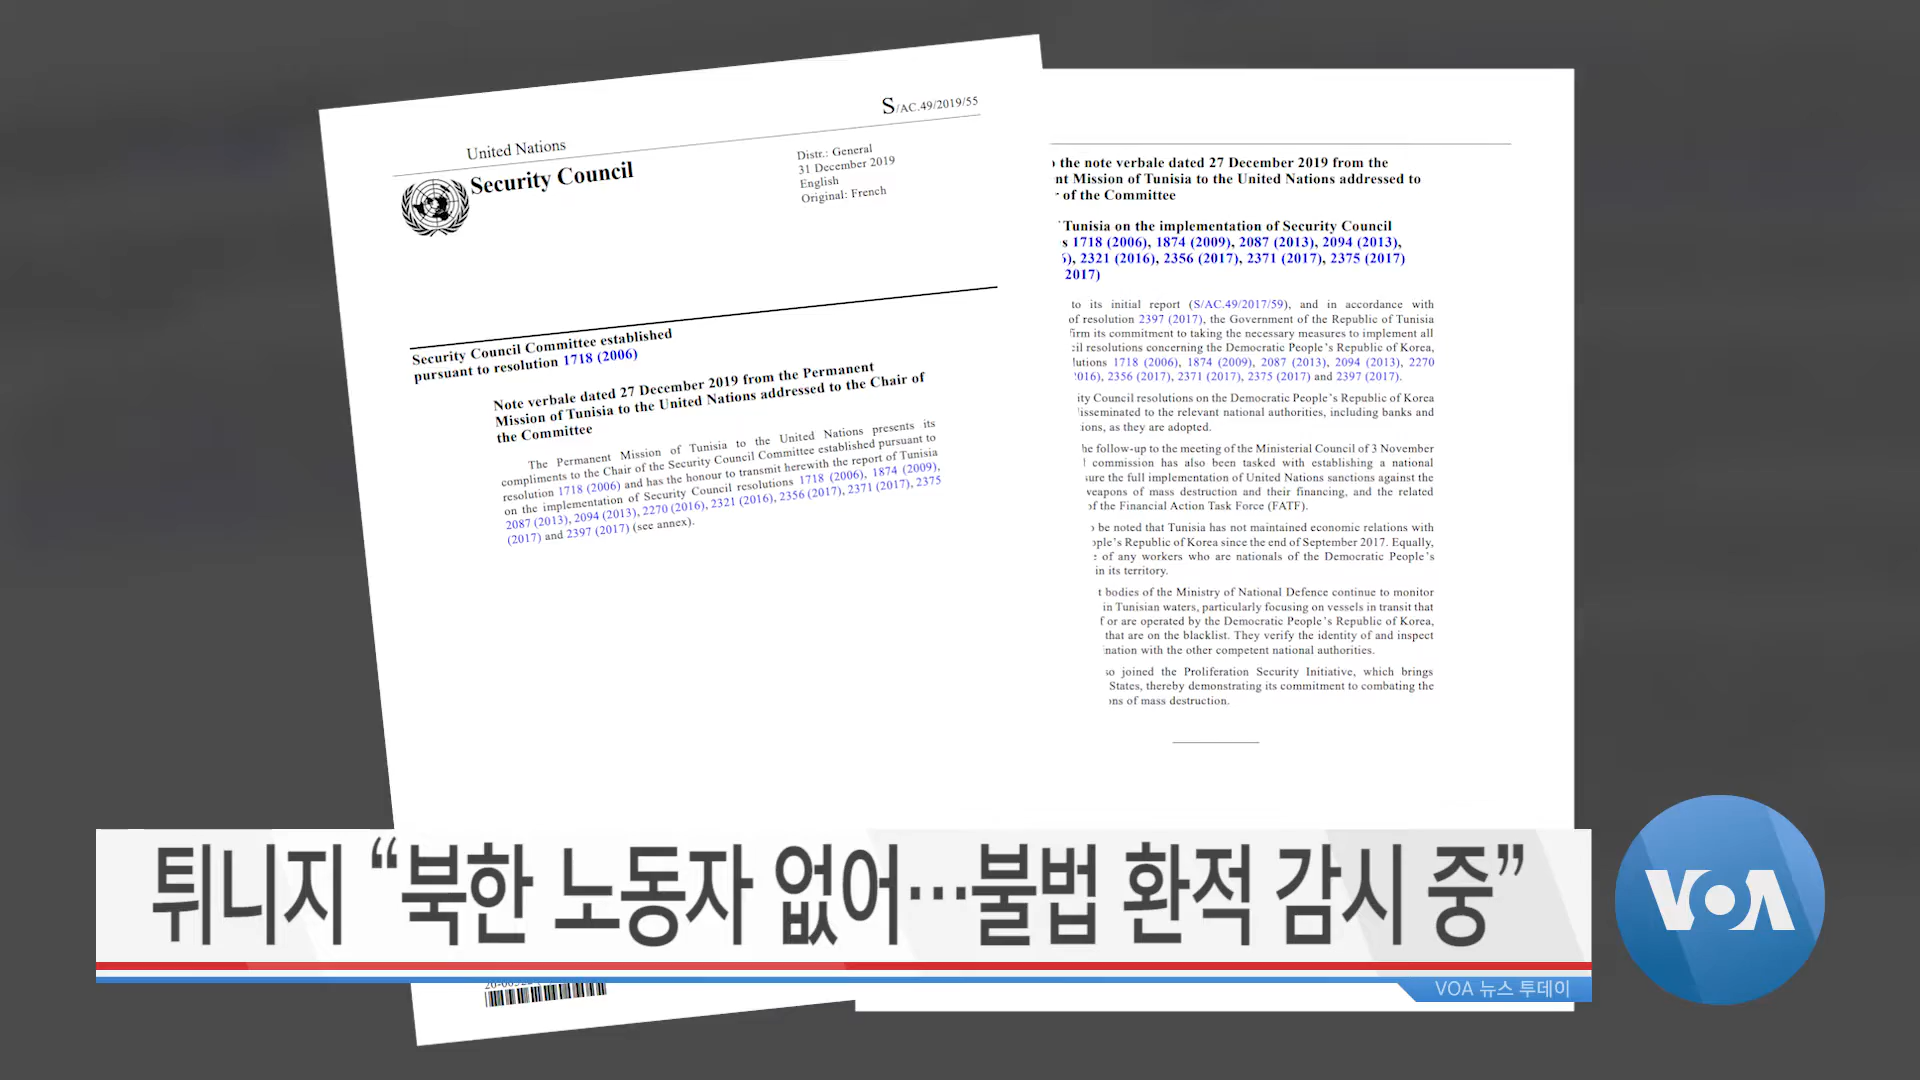 S/AC.49/2019/55
United Nations
Security Council
Distr.: General
31 December 2019
English
Original: French
Security Council Committee established
pursuant to resolution 1718 (2006)
Note verbale dated 27 December 2019 from the Permanent
Mission of Tunisia to the United Nations addressed to the Chair of
the Committee
The Permanent Mission of Tunisia to the United Nations presents its
compliments to the Chair of the Security Council Committee established pursuant to
resolution 1718 (2006) and has the honour to transmit herewith the report of Tunisia
on the implementation of Security Council resolutions 1718 (2006), 1874 (2009),
2087 (2013), 2094 (2013), 2270 (2016), 2321 (2016), 2356 (2017), 2371 (2017), 2375
(2017) and 2397 (2017) (see annex).
the note verbale dated 27 December 2019 from the
Mission of Tunisia to the United Nations addressed to
of the Committee
Tunisia on the implementation of Security Council
1718 (2006), 1874 (2009), 2087 (2013), 2094 (2013),
2321 (2016), 2356 (2017), 2371 (2017), 2375 (2017)
2017)
to its initial report (S/AC.49/2017/59), and in accordance with
of resolution 2397 (2017), the Government of the Republic of Tunisia
its commitment to taking the necessary measures to implement all
resolutions concerning the Democratic People's Republic of Korea,
1718 (2006), 1874 (2009), 2087 (2013), 2094 (2013), 2270
2356 (2017), 2371 (2017), 2375 (2017) and 2397 (2017).
Council resolutions on the Democratic People's Republic of Korea
disseminated to the relevant national authorities, including banks and
as they are adopted.
the follow-up to the meeting of the Ministerial Council of 3 November
commission has also been tasked with establishing a national
the full implementation of United Nations sanctions against the
weapons of mass destruction and their financing, and the related
of the Financial Action Task Force (FATF).
be noted that Tunisia has not maintained economic relations with
Republic of Korea since the end of September 2017. Equally,
of any workers who are nationals of the Democratic People's
in its territory.
bodies of the Ministry of National Defence continue to monitor
in Tunisian waters, particularly focusing on vessels in transit that
or are operated by the Democratic People's Republic of Korea,
that are on the blacklist. They verify the identity of and inspect
with the other competent national authorities.
joined the Proliferation Security Initiative, which brings
States, thereby demonstrating its commitment to combating the
of mass destruction.
튀니지 “북한 노동자 없어…불법 환적 감시 중”
VOA
VOA 뉴스 투데이